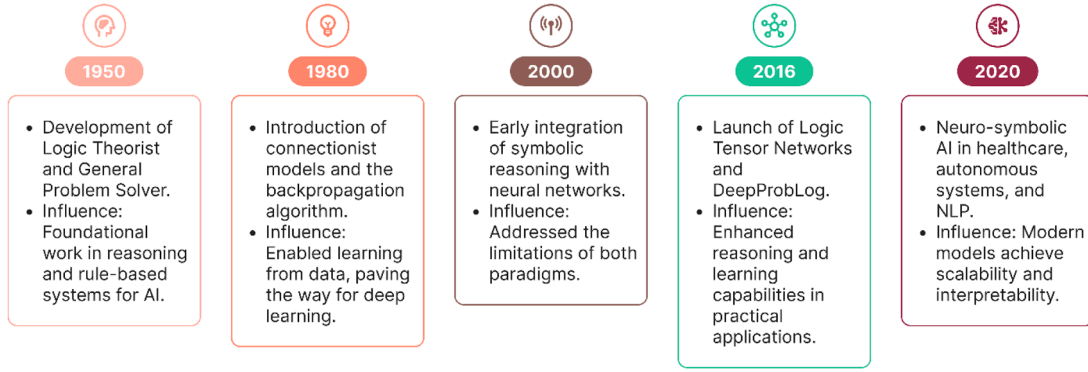 1950
• Development of
Logic Theorist
and General
Problem Solver.
• Influence:
Foundational
work in reasoning
and rule-based
systems for AI.
1980
• Introduction of
connectionist
models and the
backpropagation
algorithm.
• Influence:
Enabled learning
from data, paving
the way for deep
learning.
2000
• Early integration
of symbolic
reasoning with
neural networks.
• Influence:
Addressed the
limitations of both
paradigms.
2016
• Launch of Logic
Tensor Networks
and
DeepProbLog.
• Influence:
Enhanced
reasoning and
learning
capabilities in
practical
applications.
2020
• Neuro-symbolic
AI in healthcare,
autonomous
systems, and
NLP.
• Influence: Modern
models achieve
scalability and
interpretability.